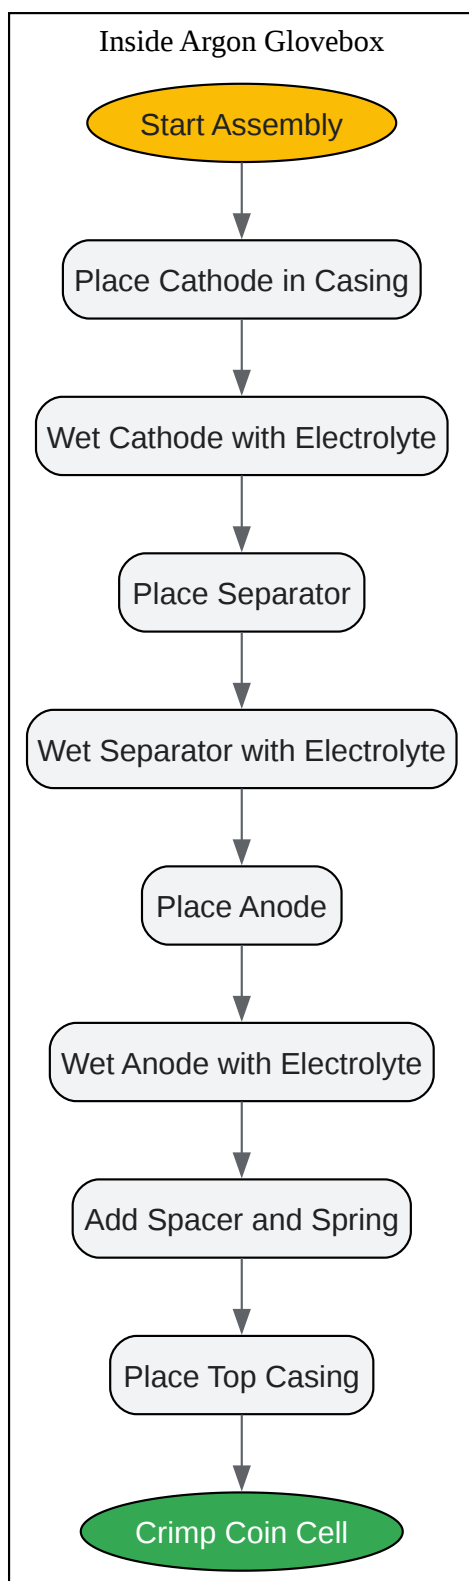 Inside Argon Glovebox
Start Assembly
Place Cathode in Casing
Wet Cathode with Electrolyte
Place Separator
Wet Separator with Electrolyte
Place Anode
Wet Anode with Electrolyte
Add Spacer and Spring
Place Top Casing
Crimp Coin Cell